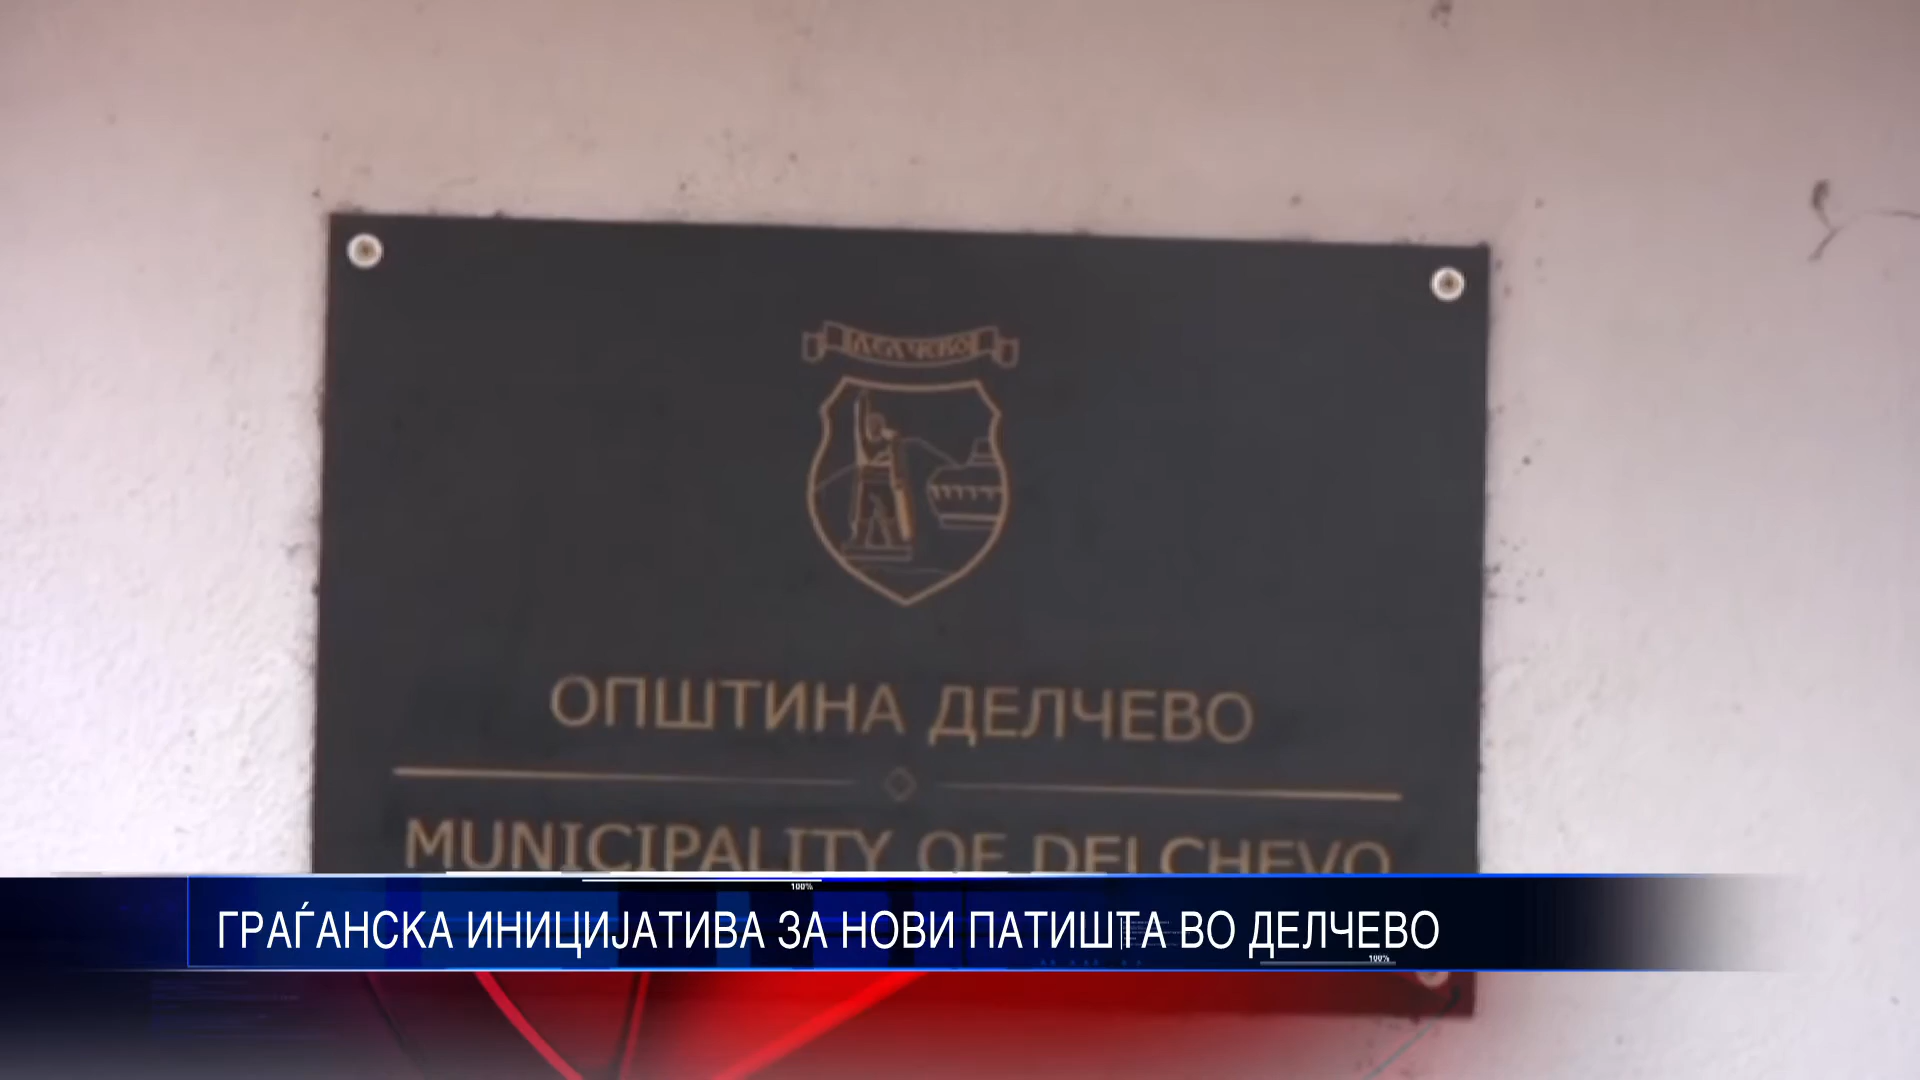 ДЕЛЧЕВО
ОПШТИНА ДЕЛЧЕВО
MUNICIPALITY OF DELCHEVO
100%
ГРАЃАНСКА ИНИЦИЈАТИВА ЗА НОВИ ПАТИШТА ВО ДЕЛЧЕВО
100%